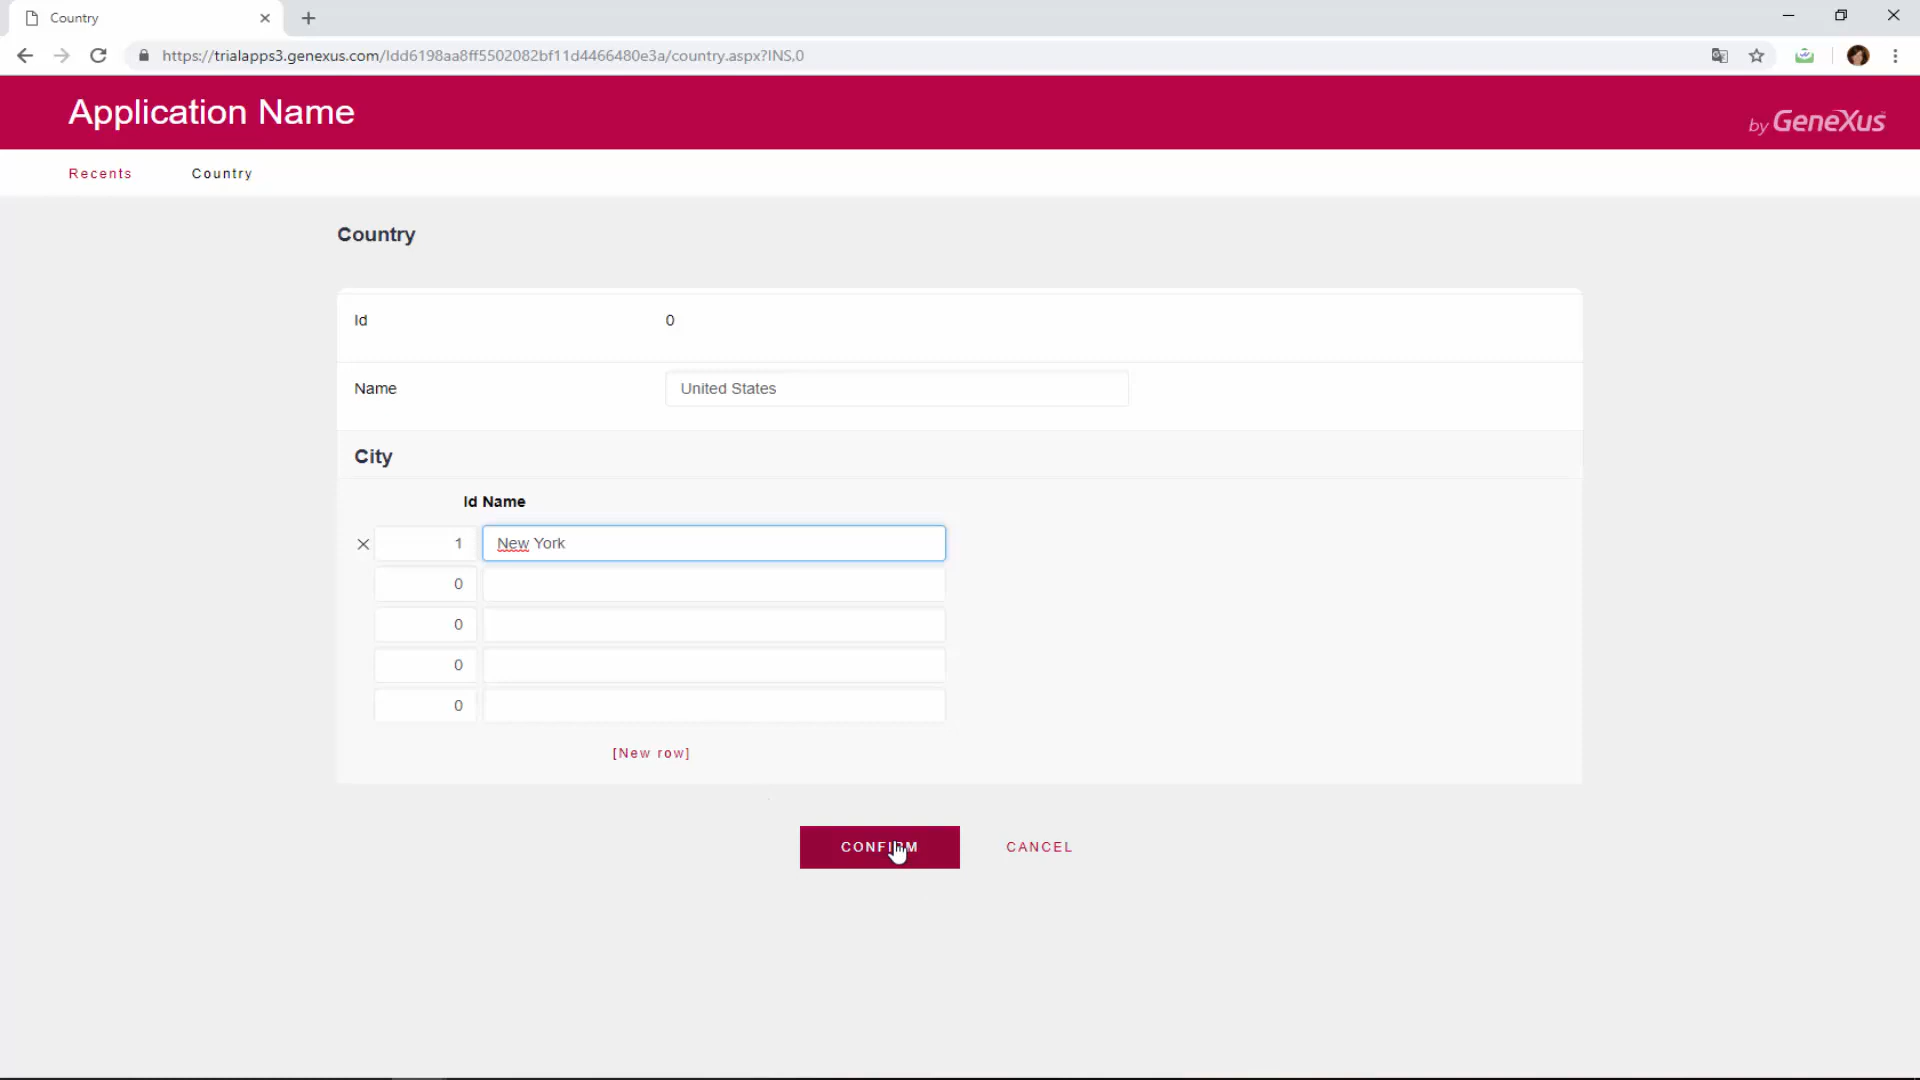 Country
https://trialapps3.genexus.com/Idd6198aa8ff5502082bf11d4466480e3a/country.aspx?INS,0
Application Name
by GeneXus
Recents Country
Country
Id 0
Name United States
City
Id Name
1 New York
0
0
0
0
[New row]
CONFIRM CANCEL